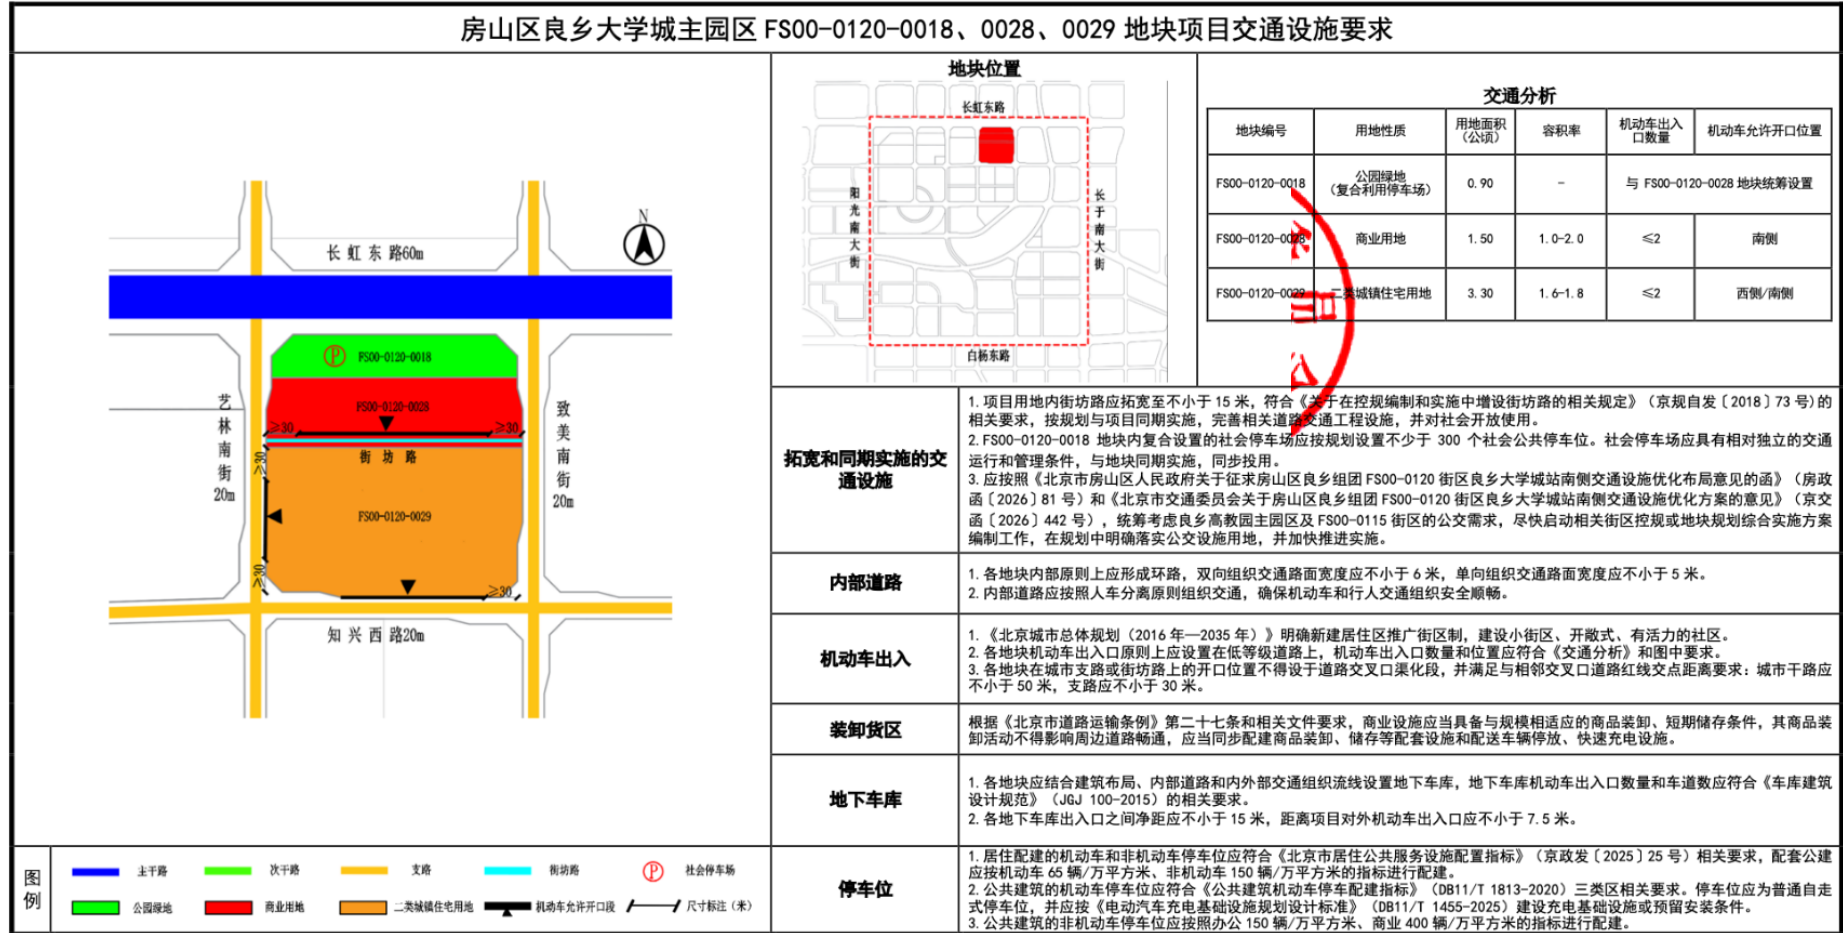 房山区良乡大学城主园区 FS00-0120-0018、0028、0029 地块项目交通设施要求
N
长虹东路60m
FS00-0120-0018
FS00-0120-0028
≥30
≥30
街坊路
≥30
FS00-0120-0029
≥30
≥30
艺林南街20m
致美南街20m
知兴西路20m
地块位置
长虹东路
阳光南大街
长于南大街
白杨东路
交通分析
地块编号 用地性质 用地面积（公顷） 容积率 机动车出入口数量 机动车允许开口位置
FS00-0120-0018 公园绿地（复合利用停车场） 0.90 - 与 FS00-0120-0028 地块统筹设置
FS00-0120-0028 商业用地 1.50 1.0-2.0 ≤2 南侧
FS00-0120-0029 二类城镇住宅用地 3.30 1.6-1.8 ≤2 西侧/南侧
拓宽和同期实施的交
通设施
1. 项目用地内街坊路应拓宽至不小于 15 米，符合《关于在控规编制和实施中增设街坊路的相关规定》（京规自发〔2018〕73 号)的
相关要求，按规划与项目同期实施，完善相关道路交通工程设施，并对社会开放使用。
2. FS00-0120-0018 地块内复合设置的社会停车场应按规划设置不少于 300 个社会公共停车位。社会停车场应具有相对独立的交通
运行和管理条件，与地块同期实施，同步投用。
3. 应按照《北京市房山区人民政府关于征求房山区良乡组团 FS00-0120 街区良乡大学城站南侧交通设施优化布局意见的函》（房政
函〔2026〕81 号）和《北京市交通委员会关于房山区良乡组团 FS00-0120 街区良乡大学城站南侧交通设施优化方案的意见》（京交
函〔2026〕442 号），统筹考虑良乡高教园主园区及 FS00-0115 街区的公交需求，尽快启动相关街区控规或地块规划综合实施方案
编制工作，在规划中明确落实公交设施用地，并加快推进实施。
内部道路
1. 各地块内部原则上应形成环路，双向组织交通路面宽度应不小于 6 米，单向组织交通路面宽度应不小于 5 米。
2. 内部道路应按照人车分离原则组织交通，确保机动车和行人交通组织安全顺畅。
机动车出入
1. 《北京城市总体规划（2016 年—2035 年）》明确新建居住区推广街区制，建设小街区、开敞式、有活力的社区。
2. 各地块机动车出入口原则上应设置在低等级道路上，机动车出入口数量和位置应符合《交通分析》和图中要求。
3. 各地块在城市支路或街坊路上的开口位置不得设于道路交叉口渠化段，并满足与相邻交叉口道路红线交点距离要求：城市干路应
不小于 50 米，支路应不小于 30 米。
装卸货区
根据《北京市道路运输条例》第二十七条和相关文件要求，商业设施应当具备与规模相适应的商品装卸、短期储存条件，其商品装
卸活动不得影响周边道路畅通，应当同步配建商品装卸、储存等配套设施和配送车辆停放、快速充电设施。
地下车库
1. 各地块应结合建筑布局、内部道路和内外部交通组织流线设置地下车库，地下车库机动车出入口数量和车道数应符合《车库建筑
设计规范》（JGJ 100-2015）的相关要求。
2. 各地下车库出入口之间净距应不小于 15 米，距离项目对外机动车出入口应不小于 7.5 米。
停车位
1. 居住配建的机动车和非机动车停车位应符合《北京市居住公共服务设施配置指标》（京政发〔2025〕25 号）相关要求，配套公建
应按机动车 65 辆/万平方米、非机动车 150 辆/万平方米的指标进行配建。
2. 公共建筑的机动车停车位应符合《公共建筑机动车停车配建指标》（DB11/T 1813-2020）三类区相关要求。停车位应为普通自走
式停车位，并应按《电动汽车充电基础设施规划设计标准》（DB11/T 1455-2025）建设充电基础设施或预留安装条件。
3. 公共建筑的非机动车停车位应按照办公 150 辆/万平方米、商业 400 辆/万平方米的指标进行配建。
图例
主干路 次干路 支路 街坊路 P 社会停车场
公园绿地 商业用地 二类城镇住宅用地 机动车允许开口段 尺寸标注（米）